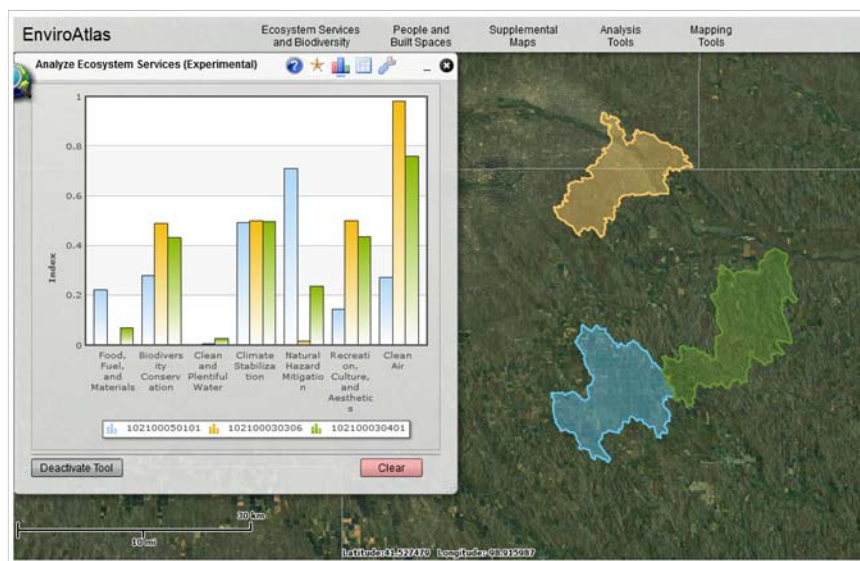 EnviroAtlas
Ecosystem Services
and Biodiversity
People and
Built Spaces
Supplemental
Maps
Analysis
Tools
Mapping
Tools
Analyze Ecosystem Services (Experimental)
?
1
0.8
0.6
0.4
0.2
0
Index
Food,
Fuel,
and
Materials
Biodivers
ity
Conserv
ation
Clean
and
Plentiful
Water
Climate
Stabiliza
tion
Natural
Hazard
Mitigatio
n
Recreati
on,
Culture,
and
Aesthetic
s
Clean
Air
102100050101 102100030306 102100030401
Deactivate Tool
Clear
30 km
10 mi
Latitude:41.527479 Longitude:-98.915987